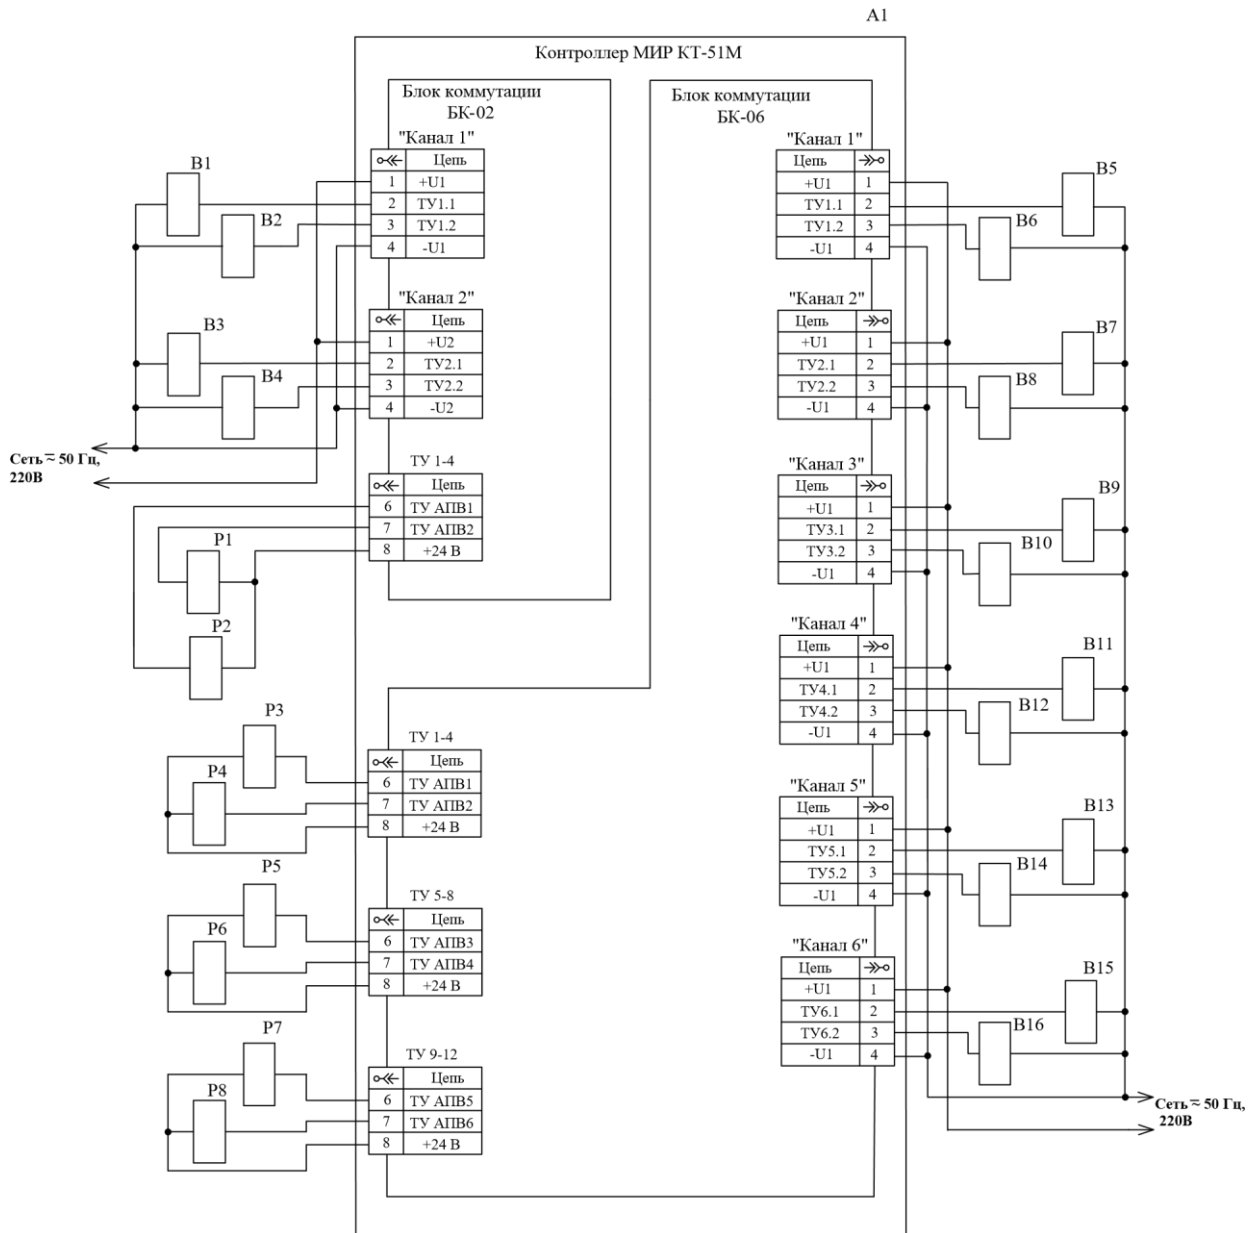 A1
Контроллер МИР КТ-51М
Блок коммутации
БК-02
"Канал 1"
Цепь
1 +U1
2 ТУ1.1
3 ТУ1.2
4 -U1
B1
B2
"Канал 2"
Цепь
1 +U2
2 ТУ2.1
3 ТУ2.2
4 -U2
B3
B4
Сеть ≂ 50 Гц,
220В
ТУ 1-4
Цепь
6 ТУ АПВ1
7 ТУ АПВ2
8 +24 В
P1
P2
Блок коммутации
БК-06
ТУ 1-4
Цепь
6 ТУ АПВ1
7 ТУ АПВ2
8 +24 В
P3
P4
ТУ 5-8
Цепь
6 ТУ АПВ3
7 ТУ АПВ4
8 +24 В
P5
P6
ТУ 9-12
Цепь
6 ТУ АПВ5
7 ТУ АПВ6
8 +24 В
P7
P8
"Канал 1"
Цепь
+U1 1
ТУ1.1 2
ТУ1.2 3
-U1 4
B5
B6
"Канал 2"
Цепь
+U1 1
ТУ2.1 2
ТУ2.2 3
-U1 4
B7
B8
"Канал 3"
Цепь
+U1 1
ТУ3.1 2
ТУ3.2 3
-U1 4
B9
B10
"Канал 4"
Цепь
+U1 1
ТУ4.1 2
ТУ4.2 3
-U1 4
B11
B12
"Канал 5"
Цепь
+U1 1
ТУ5.1 2
ТУ5.2 3
-U1 4
B13
B14
"Канал 6"
Цепь
+U1 1
ТУ6.1 2
ТУ6.2 3
-U1 4
B15
B16
Сеть ≂ 50 Гц,
220В